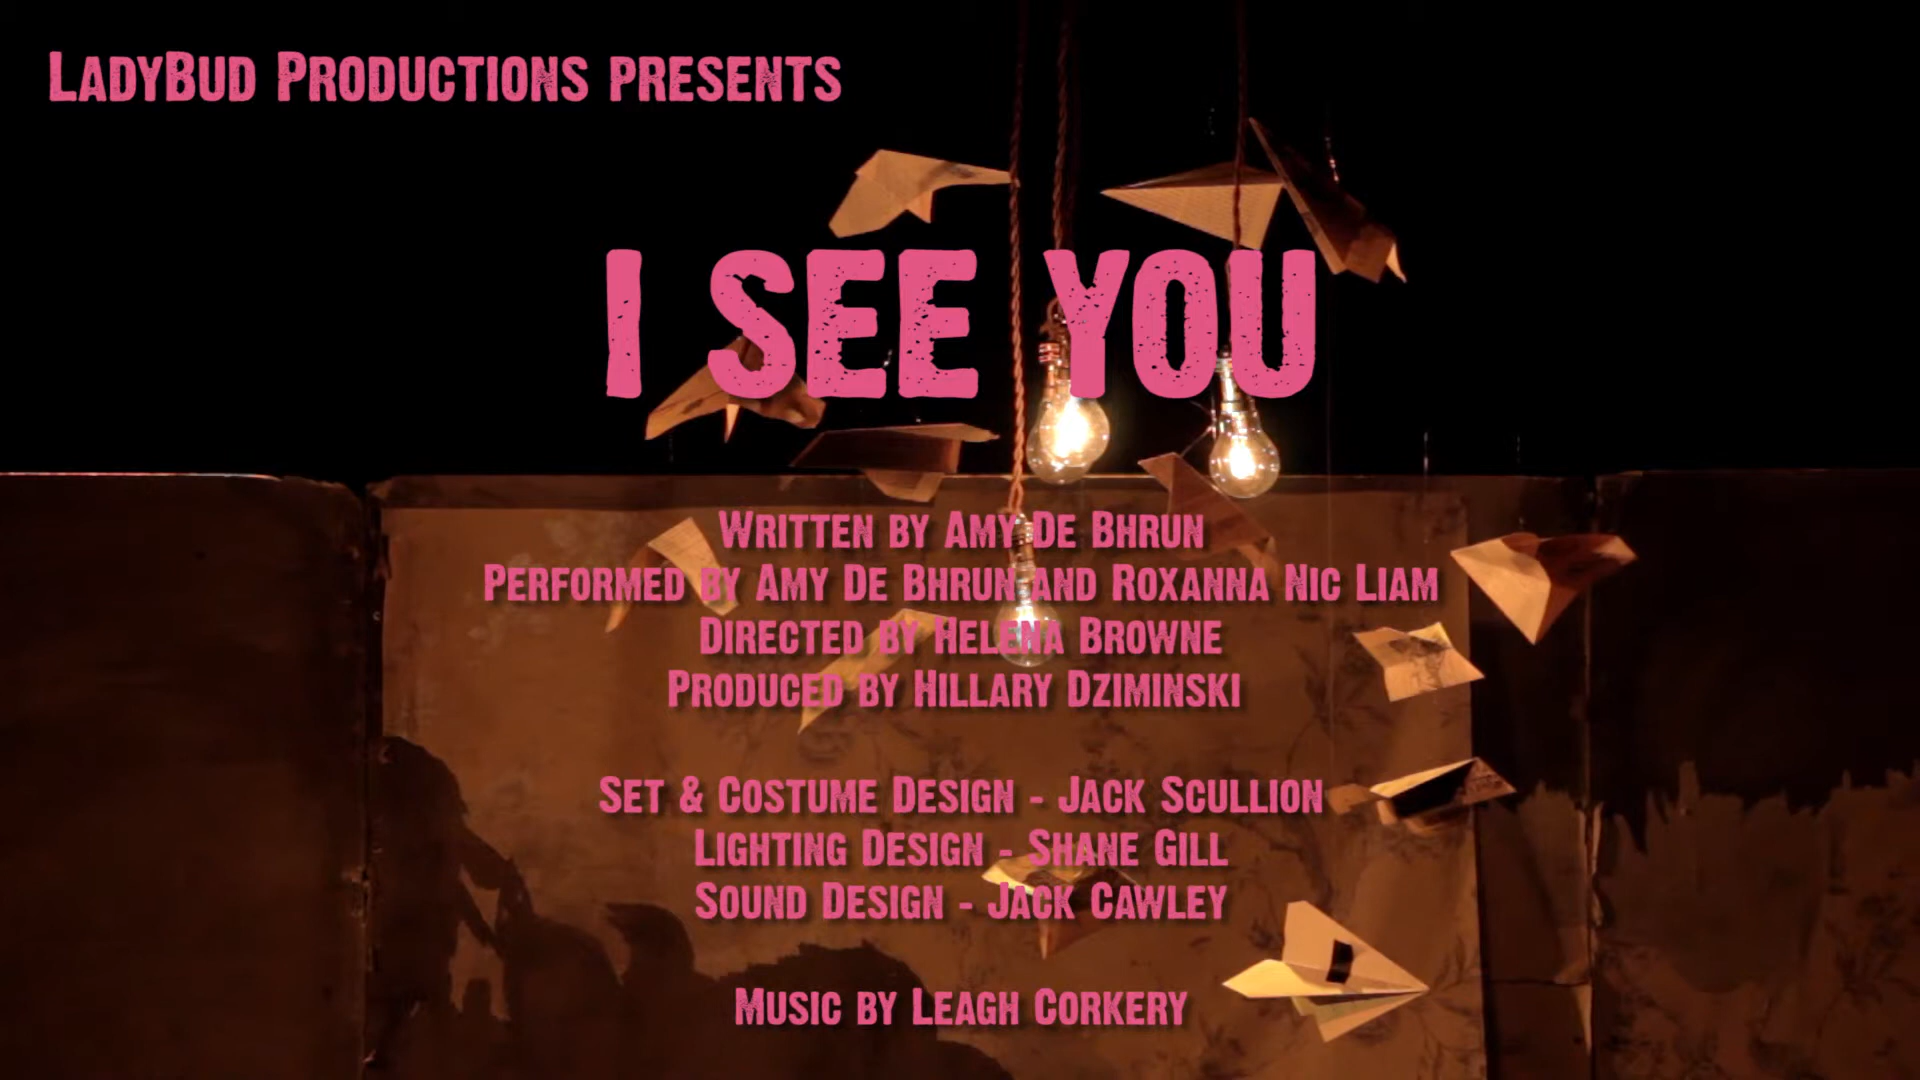 LadyBud Productions presents
I SEE YOU
Written by Amy De Bhrun
Performed by Amy De Bhrun and Roxanna Nic Liam
Directed by Helena Browne
Produced by Hillary Dziminski
Set & Costume Design - Jack Scullion
Lighting Design - Shane Gill
Sound Design - Jack Cawley
Music by Leagh Corkery